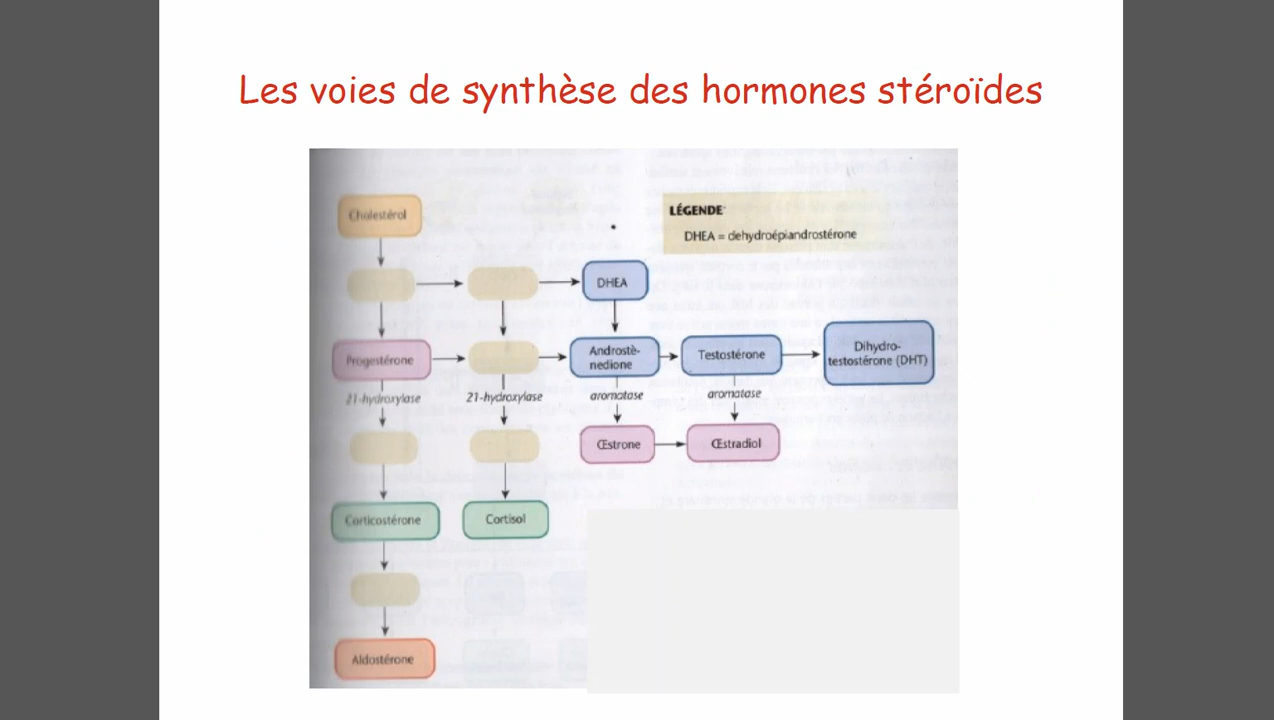 Les voies de synthèse des hormones stéroïdes
Cholestérol
LÉGENDE
DHEA = dehydroépiandrostérone
DHEA
Progestérone
Androstè-
nedione
Testostérone
Dihydro-
testostérone (DHT)
21-hydroxylase
21-hydroxylase
aromatase
aromatase
Œstrone
Œstradiol
Corticostérone
Cortisol
Aldostérone